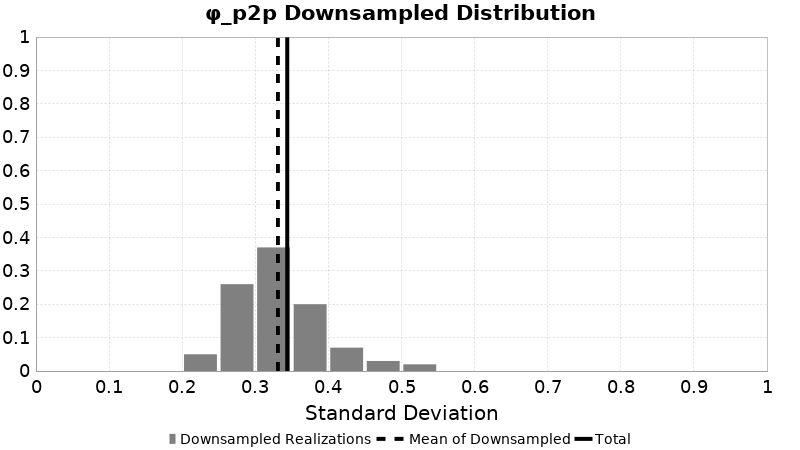 φ_p2p Downsampled Distribution
1
0.9
0.8
0.7
0.6
0.5
0.4
0.3
0.2
0.1
0
0 0.1 0.2 0.3 0.4 0.5 0.6 0.7 0.8 0.9 1
Standard Deviation
Downsampled Realizations Mean of Downsampled Total